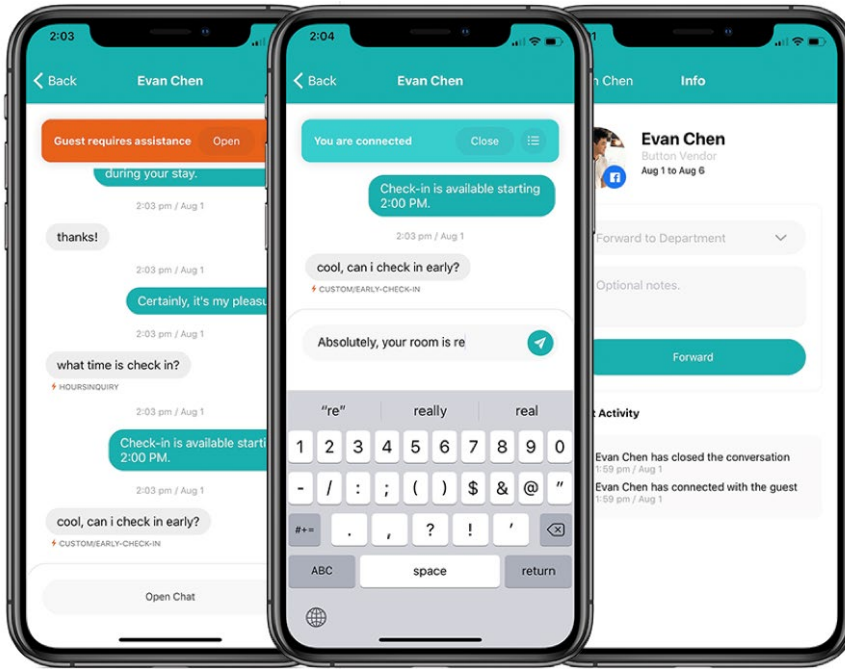 2:03
Back
Evan Chen
Guest requires assistance
Open
during your stay.
2:03 pm / Aug 1
thanks!
2:03 pm / Aug 1
Certainly, it's my
2:03 pm / Aug 1
what time is check in?
HOURSINQUIRY
2:03 pm / Aug 1
Check-in is available
2:00 PM.
2:03 pm / Aug 1
cool, can i check in early?
CUSTOM/EARLY-CHECK-IN
Open Chat
2:04
Back
Evan Chen
You are connected
Close
Check-in is available starting
2:00 PM.
2:03 pm / Aug 1
cool, can i check in early?
CUSTOM/EARLY-CHECK-IN
Absolutely, your room is re
"re" really real
1 2 3 4 5 6 7 8 9 0
- / : ; ( ) $ & @ "
#+= . , ? ! '
ABC space return
Chen
Info
Evan Chen
Button Vendor
Aug 1 to Aug 6
Forward to Department
Optional notes.
Forward
Activity
Evan Chen has closed the conversation
1:59 pm / Aug 1
Evan Chen has connected with the guest
1:59 pm / Aug 1